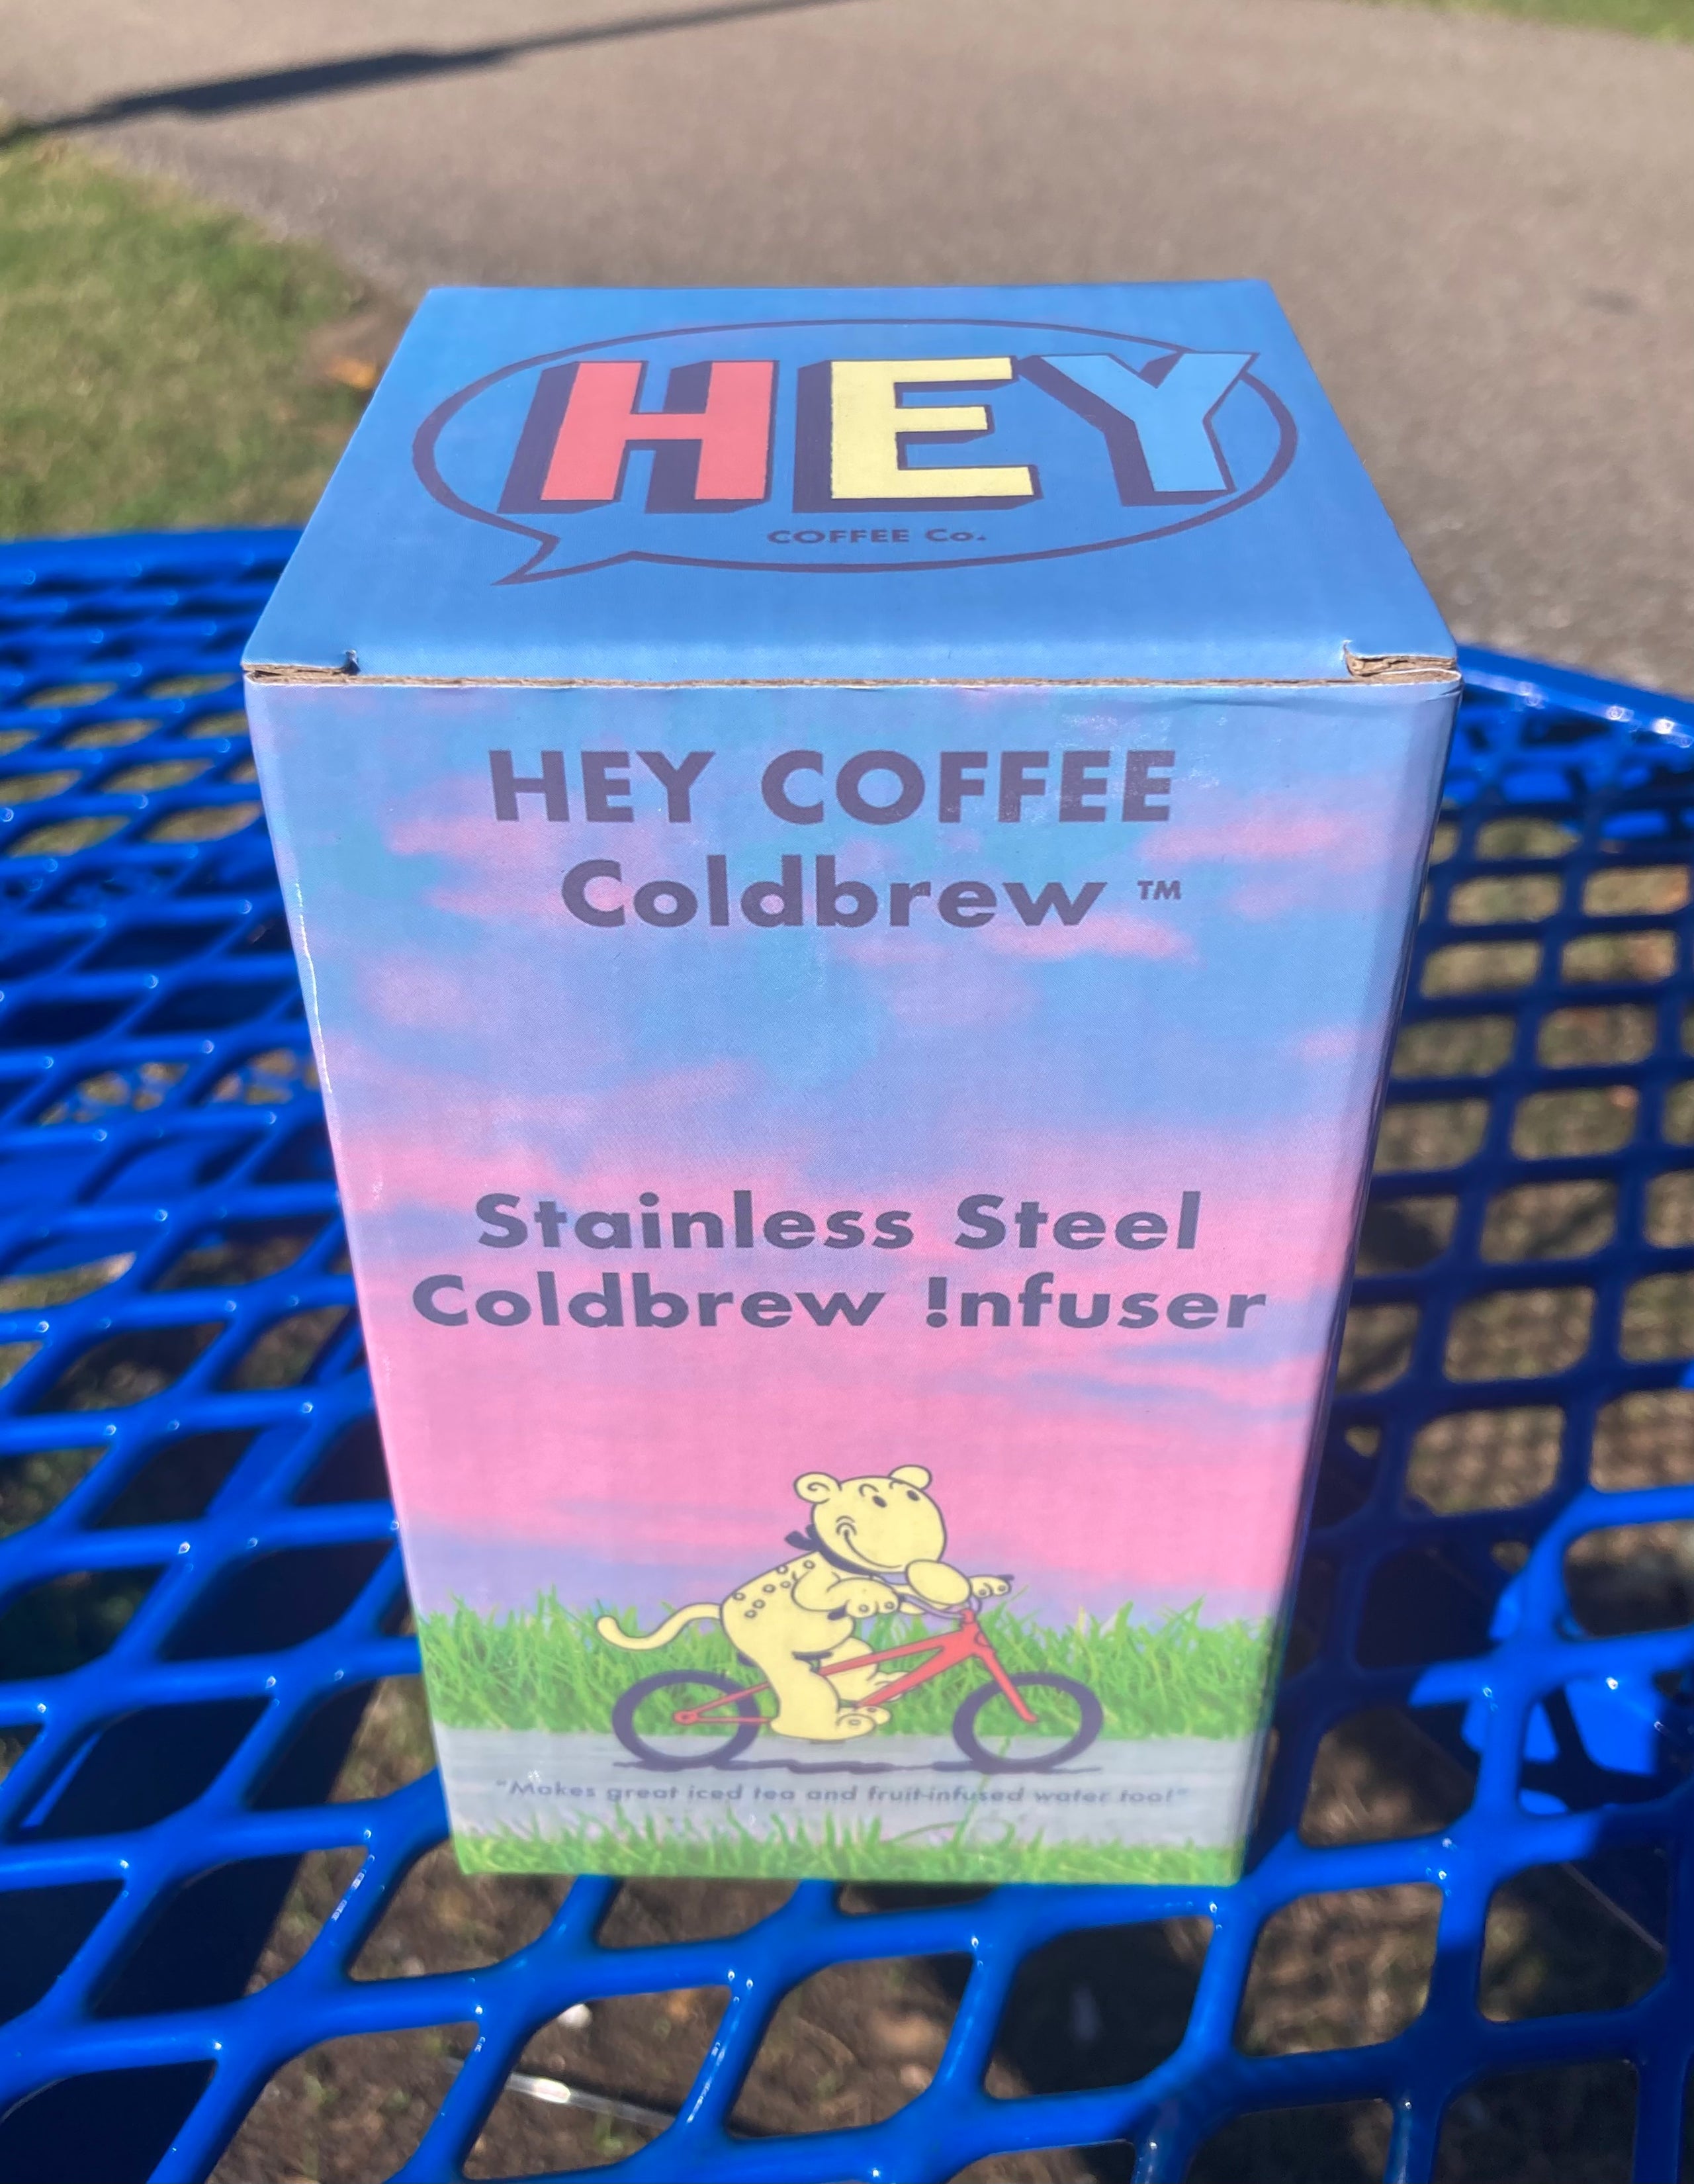 HEY
COFFEE Co.
HEY COFFEE
Coldbrew ™
Stainless Steel
Coldbrew !nfuser
"Makes great iced tea and fruit-infused water too!"